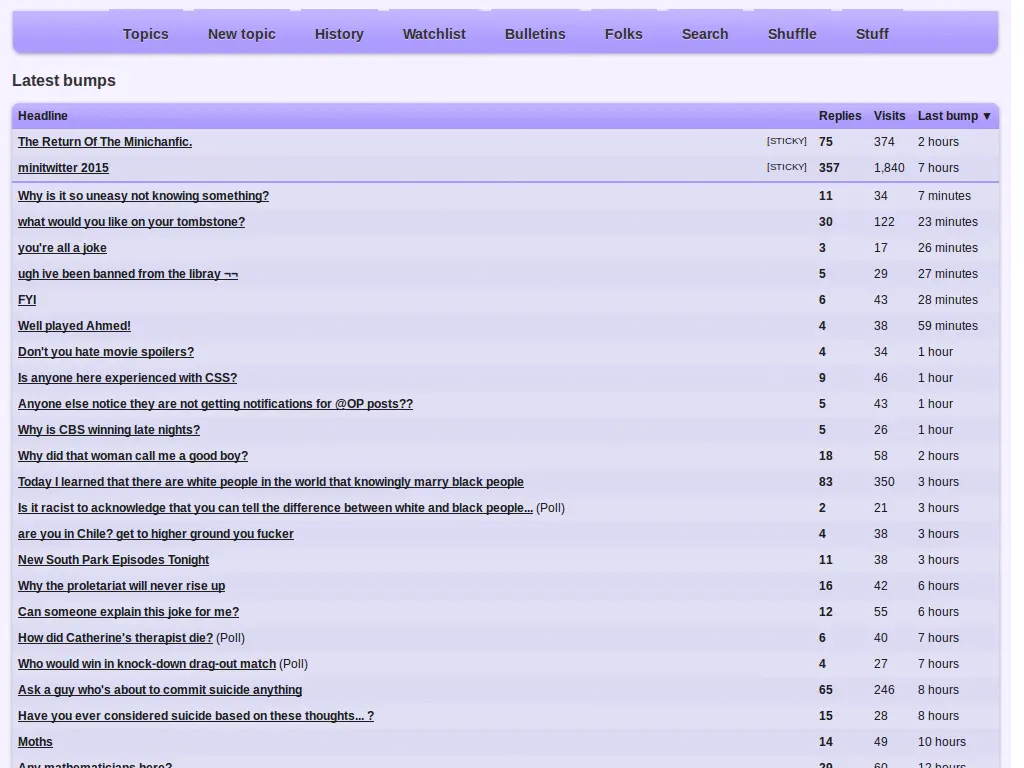 Topics New topic History Watchlist Bulletins Folks Search Shuffle Stuff
Latest bumps
Headline Replies Visits Last bump ▼
The Return Of The Minichanfic. [STICKY] 75 374 2 hours
minitwitter 2015 [STICKY] 357 1,840 7 hours
Why is it so uneasy not knowing something? 11 34 7 minutes
what would you like on your tombstone? 30 122 23 minutes
you're all a joke 3 17 26 minutes
ugh ive been banned from the libray ¬¬ 5 29 27 minutes
FYI 6 43 28 minutes
Well played Ahmed! 4 38 59 minutes
Don't you hate movie spoilers? 4 34 1 hour
Is anyone here experienced with CSS? 9 46 1 hour
Anyone else notice they are not getting notifications for @OP posts?? 5 43 1 hour
Why is CBS winning late nights? 5 26 1 hour
Why did that woman call me a good boy? 18 58 2 hours
Today I learned that there are white people in the world that knowingly marry black people 83 350 3 hours
Is it racist to acknowledge that you can tell the difference between white and black people... (Poll) 2 21 3 hours
are you in Chile? get to higher ground you fucker 4 38 3 hours
New South Park Episodes Tonight 11 38 3 hours
Why the proletariat will never rise up 16 42 6 hours
Can someone explain this joke for me? 12 55 6 hours
How did Catherine's therapist die? (Poll) 6 40 7 hours
Who would win in knock-down drag-out match (Poll) 4 27 7 hours
Ask a guy who's about to commit suicide anything 65 246 8 hours
Have you ever considered suicide based on these thoughts... ? 15 28 8 hours
Moths 14 49 10 hours
Any mathematicians here? 29 60 12 hours